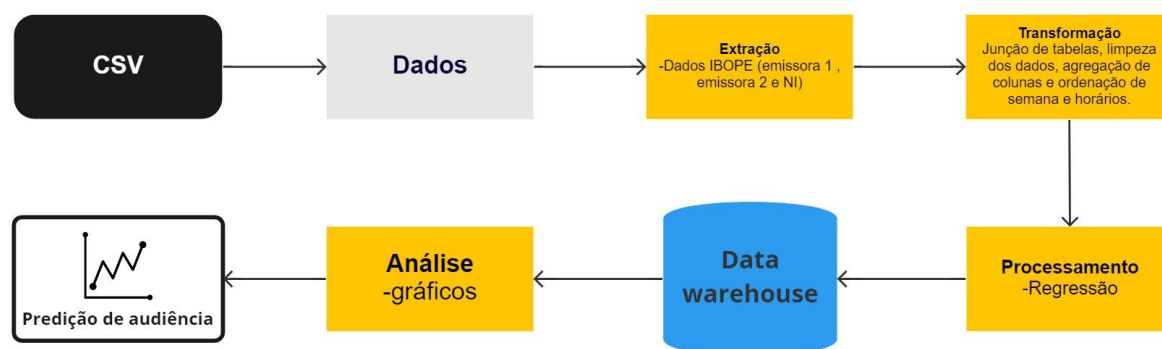 CSV
Dados
Extração
-Dados IBOPE (emissora 1 ,
emissora 2 e NI)
Transformação
Junção de tabelas, limpeza
dos dados, agregação de
colunas e ordenação de
semana e horários.
Predição de audiência
Análise
-gráficos
Data
warehouse
Processamento
-Regressão